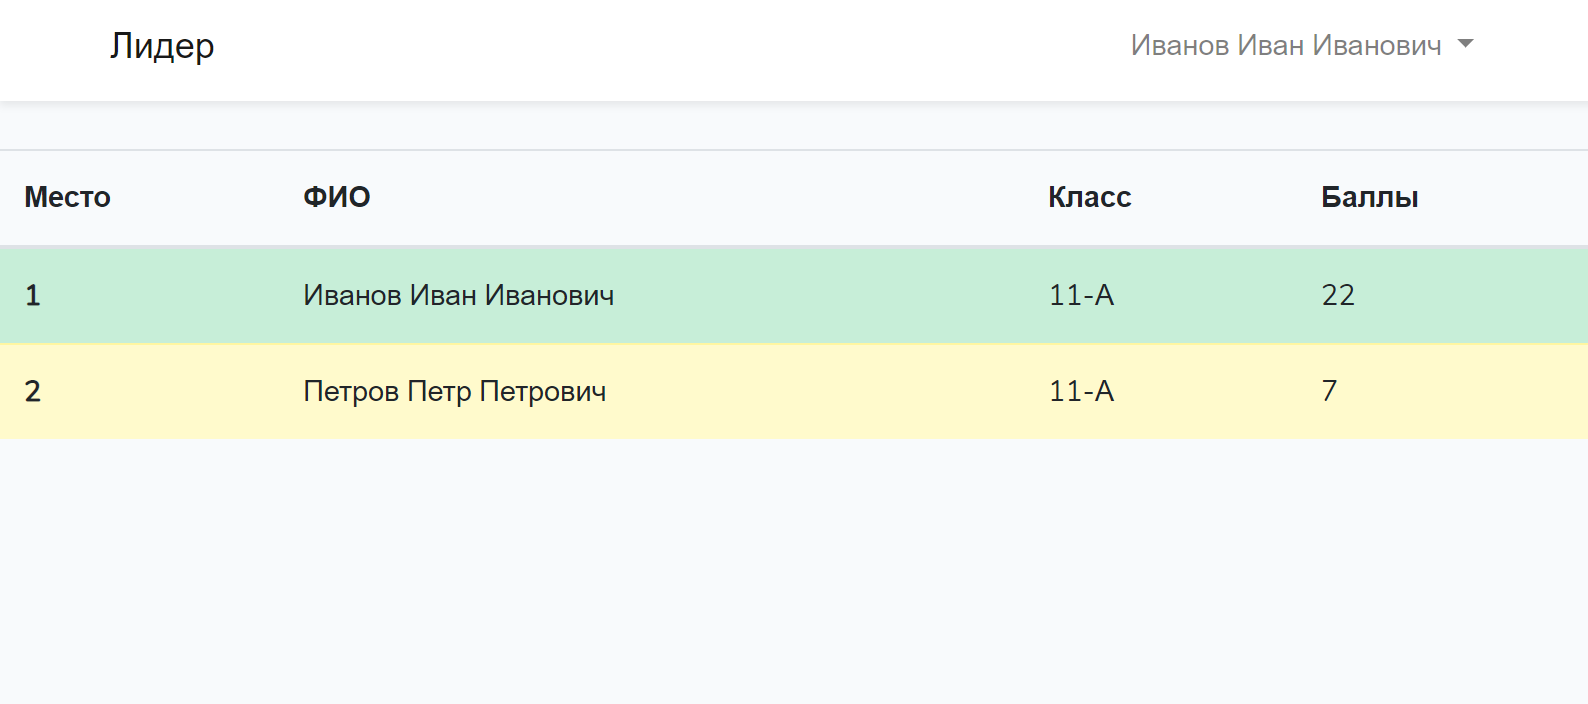 Лидер Иванов Иван Иванович
Место ФИО Класс Баллы
1 Иванов Иван Иванович 11-А 22
2 Петров Петр Петрович 11-А 7